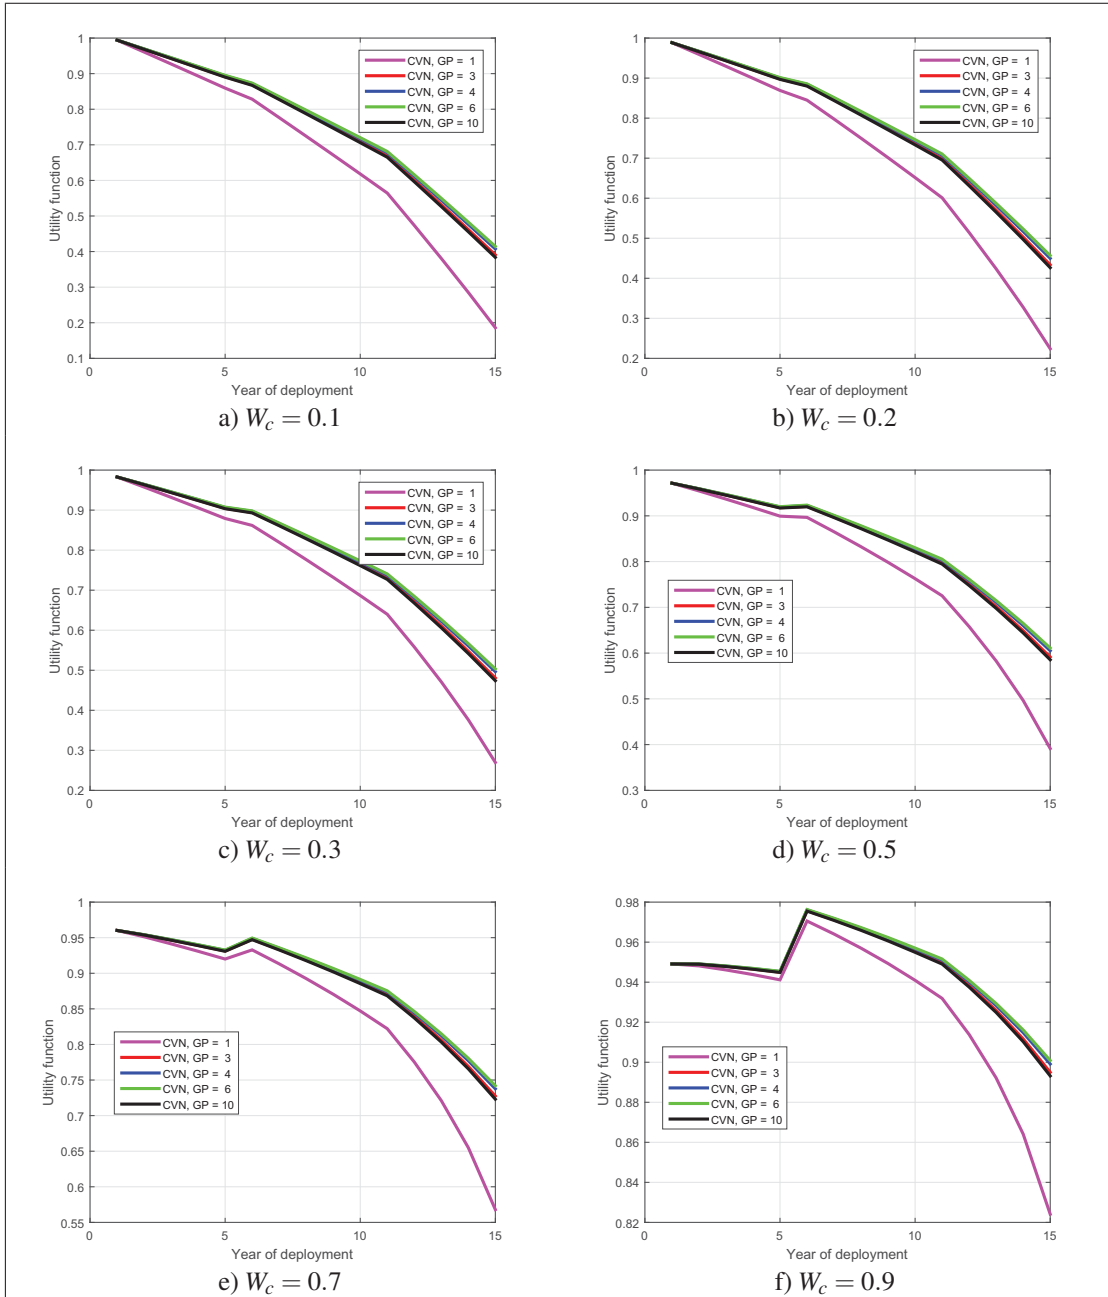 1
0.9
0.8
0.7
0.6
0.5
0.4
0.3
0.2
0.1
Utility function
CVN, GP = 1
CVN, GP = 3
CVN, GP = 4
CVN, GP = 6
CVN, GP = 10
0 5 10 15
Year of deployment
a) W_c = 0.1
1
0.9
0.8
0.7
0.6
0.5
0.4
0.3
0.2
Utility function
CVN, GP = 1
CVN, GP = 3
CVN, GP = 4
CVN, GP = 6
CVN, GP = 10
0 5 10 15
Year of deployment
b) W_c = 0.2
1
0.9
0.8
0.7
0.6
0.5
0.4
0.3
0.2
Utility function
CVN, GP = 1
CVN, GP = 3
CVN, GP = 4
CVN, GP = 6
CVN, GP = 10
0 5 10 15
Year of deployment
c) W_c = 0.3
1
0.9
0.8
0.7
0.6
0.5
0.4
0.3
Utility function
CVN, GP = 1
CVN, GP = 3
CVN, GP = 4
CVN, GP = 6
CVN, GP = 10
0 5 10 15
Year of deployment
d) W_c = 0.5
1
0.95
0.9
0.85
0.8
0.75
0.7
0.65
0.6
0.55
Utility function
CVN, GP = 1
CVN, GP = 3
CVN, GP = 4
CVN, GP = 6
CVN, GP = 10
0 5 10 15
Year of deployment
e) W_c = 0.7
0.98
0.96
0.94
0.92
0.9
0.88
0.86
0.84
0.82
Utility function
CVN, GP = 1
CVN, GP = 3
CVN, GP = 4
CVN, GP = 6
CVN, GP = 10
0 5 10 15
Year of deployment
f) W_c = 0.9